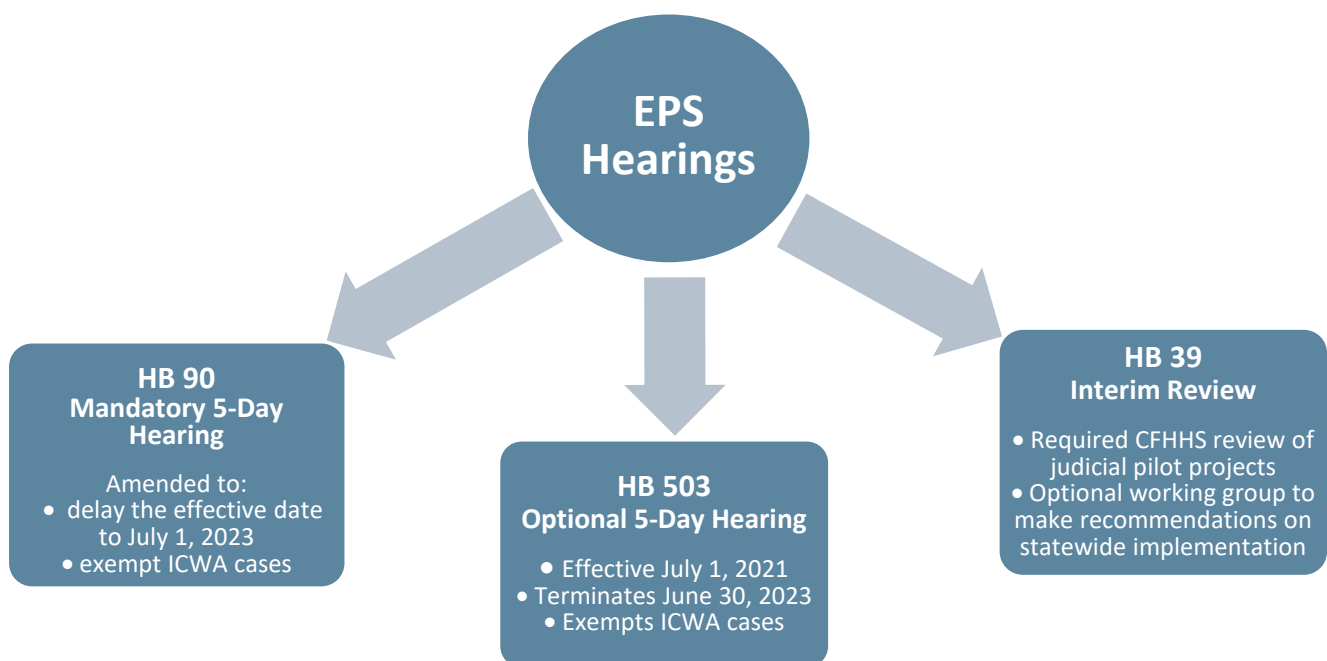 EPS
Hearings
HB 90
Mandatory 5-Day
Hearing
Amended to:
• delay the effective date
to July 1, 2023
• exempt ICWA cases
HB 503
Optional 5-Day Hearing
• Effective July 1, 2021
• Terminates June 30, 2023
• Exempts ICWA cases
HB 39
Interim Review
• Required CFHHS review of
judicial pilot projects
• Optional working group to
make recommendations on
statewide implementation